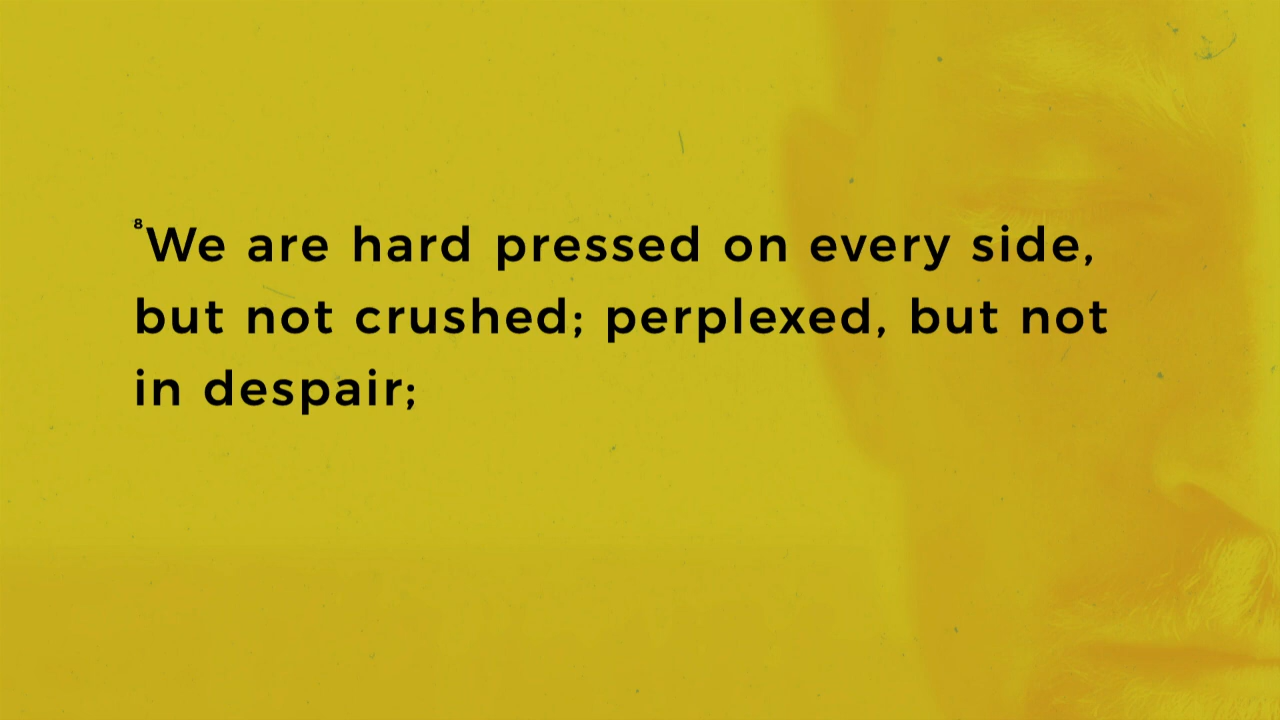 ⁸We are hard pressed on every side,
but not crushed; perplexed, but not
in despair;